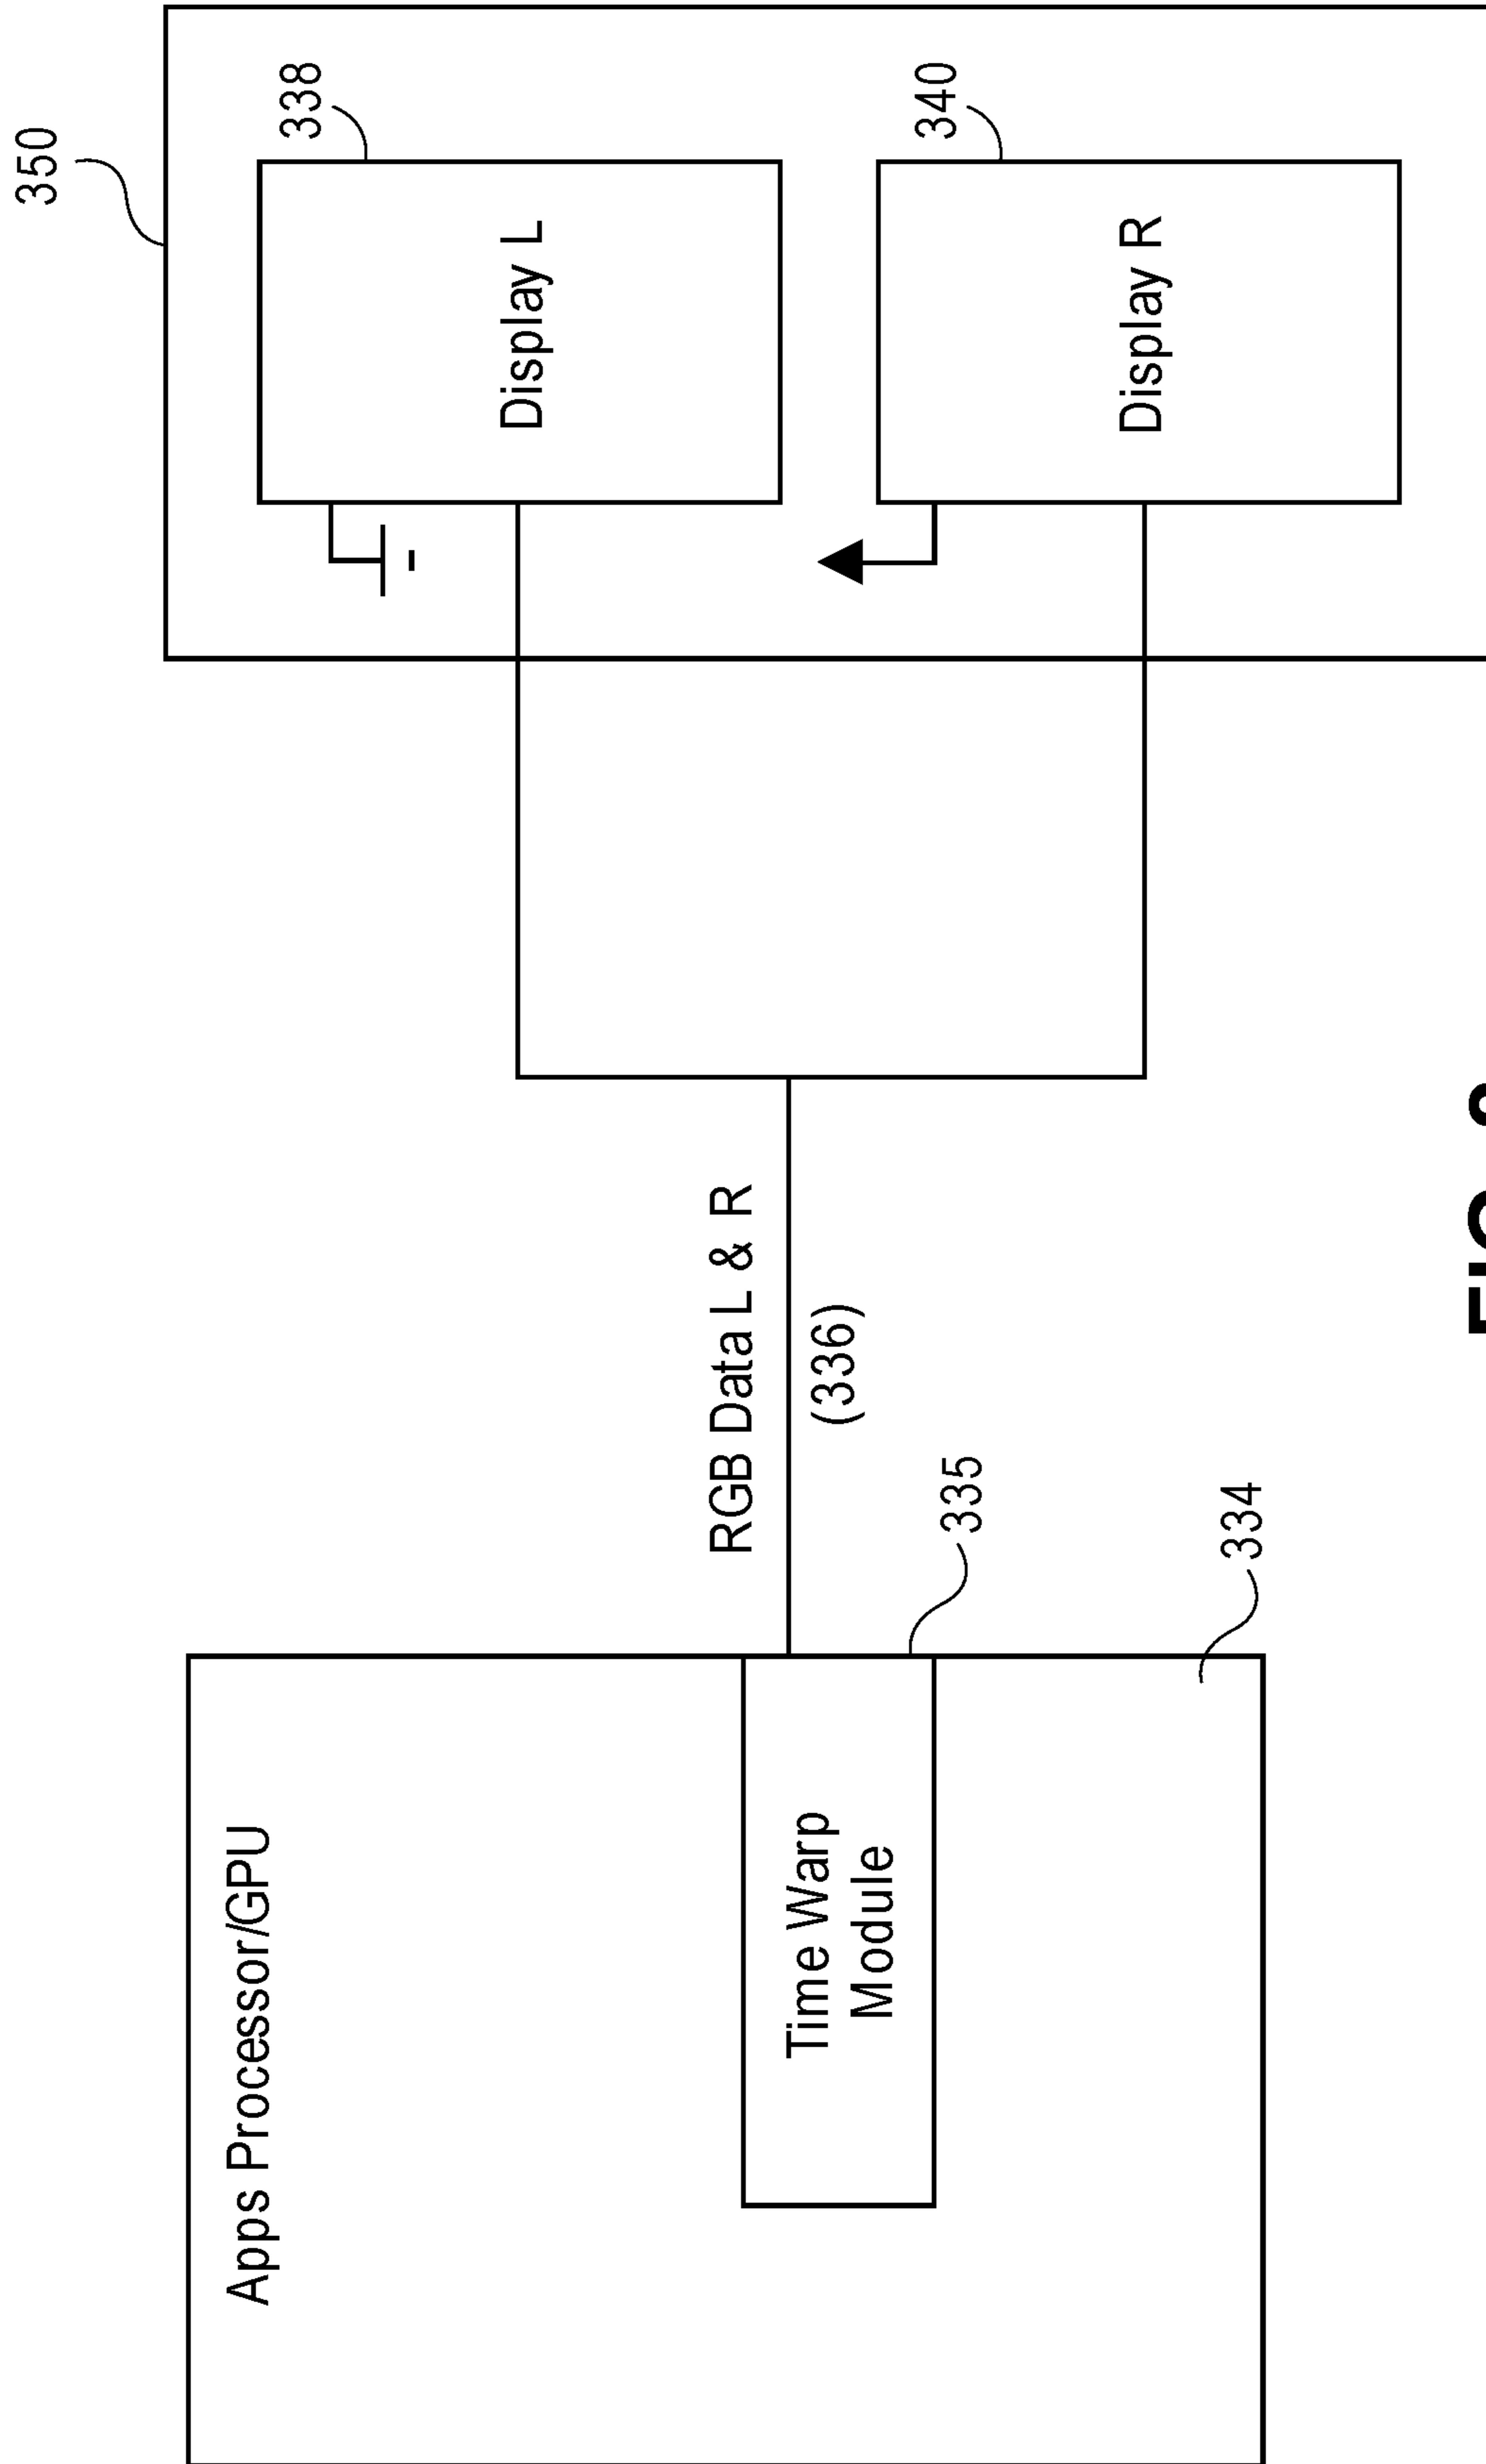 Apps Processor/GPU
Time Warp
Module
334
335
RGB Data L & R
(336)
350
338
Display L
340
Display R